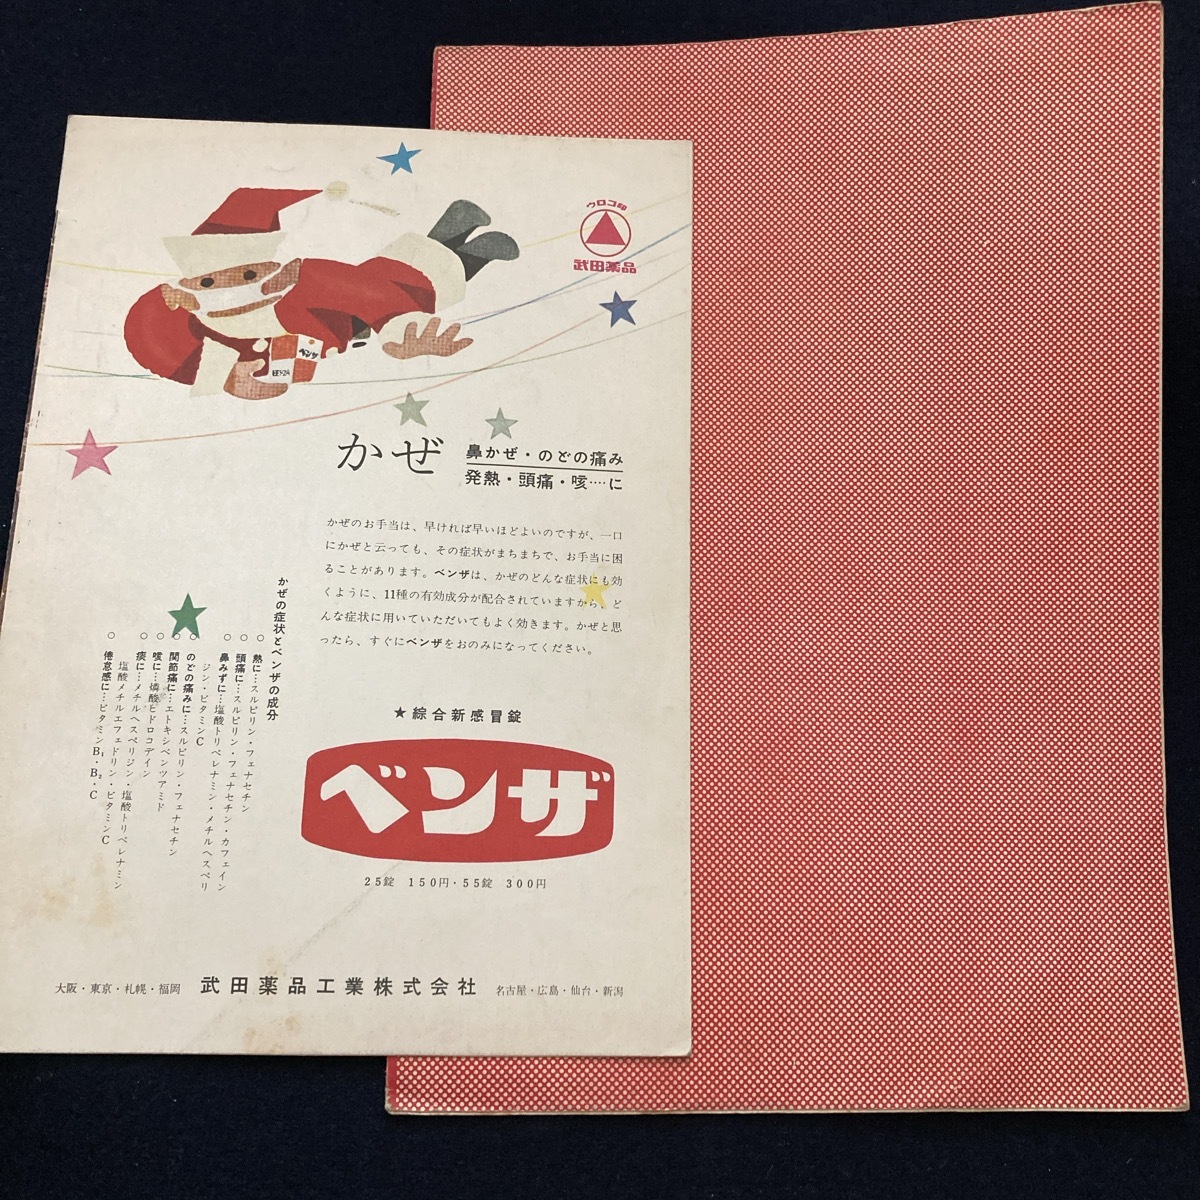 ウロコ印
武田薬品
ベンザ
BENZA
かぜ
鼻かぜ・のどの痛み
発熱・頭痛・咳‥‥に
かぜのお手当は、早ければ早いほどよいのですが、一口
にかぜと云っても、その症状がまちまちで、お手当に困
ることがあります。ベンザは、かぜのどんな症状にも効
くように、11種の有効成分が配合されていますから、ど
んな症状に用いていただいてもよく効きます。かぜと思
ったら、すぐにベンザをおのみになってください。
かぜの症状とベンザの成分
○熱に…スルピリン・フェナセチン
○頭痛に…スルピリン・フェナセチン・カフェイン
○鼻みずに…塩酸トリペレナミン・メチルヘスペリ
ジン・ビタミンC
○のどの痛みに…スルピリン・フェナセチン
○関節痛に…エトキシベンツアミド
○咳に…燐酸ヒドロコデイン
○痰に…メチルヘスペリジン・塩酸トリペレナミン
塩酸メチルエフェドリン・ビタミンC
○倦怠感に…ビタミンB₁・B₂・C
★綜合新感冒錠
ベンザ
25錠 150円・55錠 300円
大阪・東京・札幌・福岡 武田薬品工業株式会社 名古屋・広島・仙台・新潟